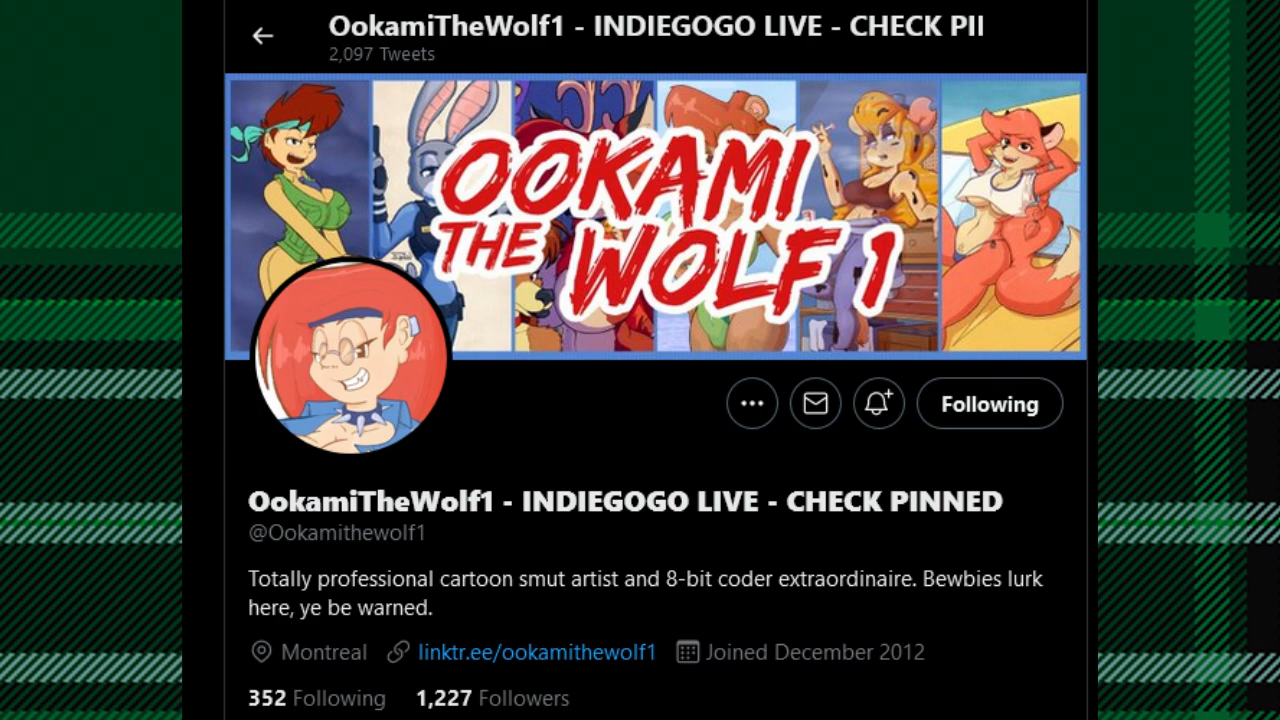 OokamiTheWolf1 - INDIEGOGO LIVE - CHECK PII
2,097 Tweets
OOKAMI
THE WOLF 1
Following
OokamiTheWolf1 - INDIEGOGO LIVE - CHECK PINNED
@Ookamithewolf1
Totally professional cartoon smut artist and 8-bit coder extraordinaire. Bewbies lurk
here, ye be warned.
Montreal linktr.ee/ookamithewolf1 Joined December 2012
352 Following 1,227 Followers